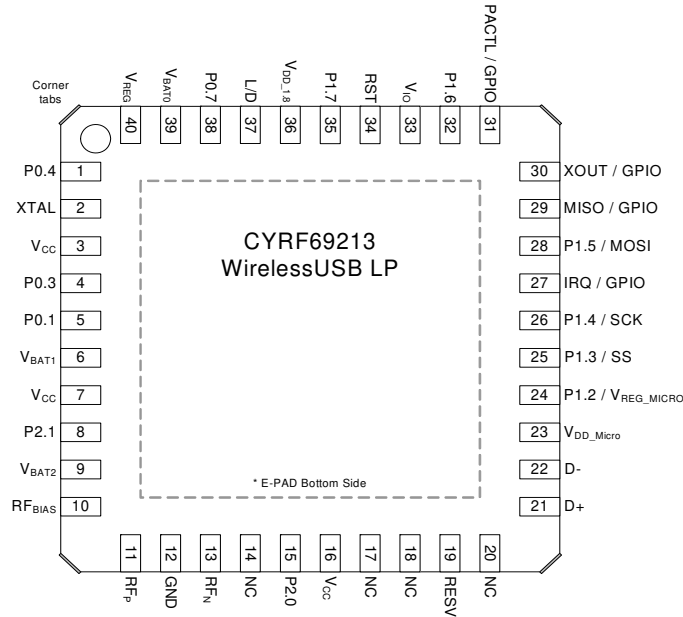 PACTL / GPIO
Corner
tabs
VREG
VBAT0
P0.7
L/D
VDD_1.8
P1.7
RST
VIO
P1.6
40
39
38
37
36
35
34
33
32
31
P0.4 1
30 XOUT / GPIO
XTAL 2
29 MISO / GPIO
VCC 3
28 P1.5 / MOSI
P0.3 4
27 IRQ / GPIO
P0.1 5
26 P1.4 / SCK
VBAT1 6
25 P1.3 / SS
VCC 7
24 P1.2 / VREG_MICRO
P2.1 8
23 VDD_Micro
VBAT2 9
22 D-
RFBIAS 10
21 D+
CYRF69213
WirelessUSB LP
* E-PAD Bottom Side
11
12
13
14
15
16
17
18
19
20
RFP
GND
RFN
NC
P2.0
VCC
NC
NC
RESV
NC